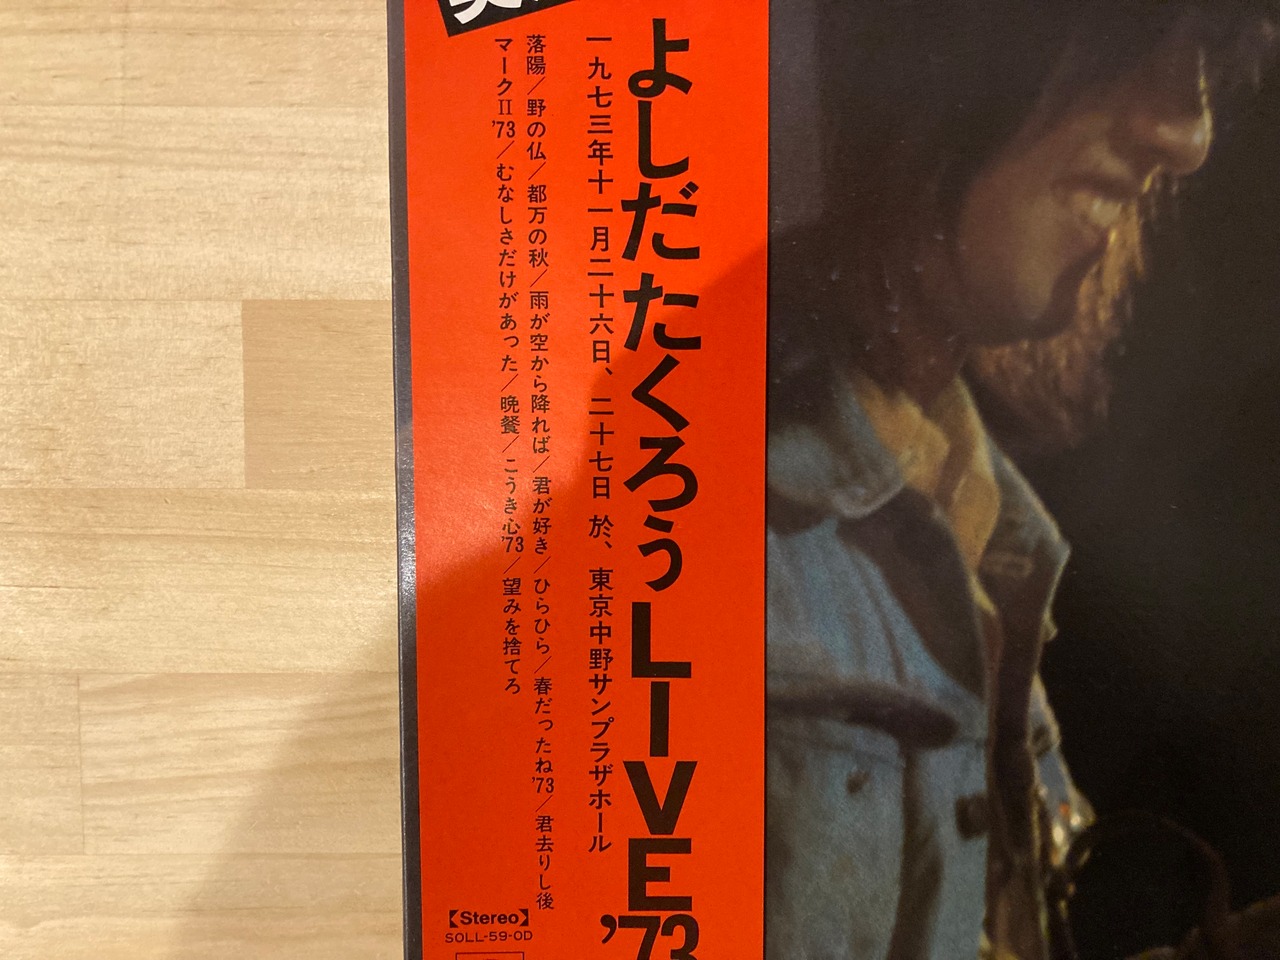 よしだたくろうLIVE'73
一九七三年十一月二十六日、二十七日 於、東京中野サンプラザホール
落陽/野の仏/都万の秋/雨が空から降れば/君が好き/ひらひら/春だったね'73/君去りし後
マークII'73/むなしさだけがあった/晩餐/こうき心'73/望みを捨てろ
【Stereo】
SOLL-59-OD